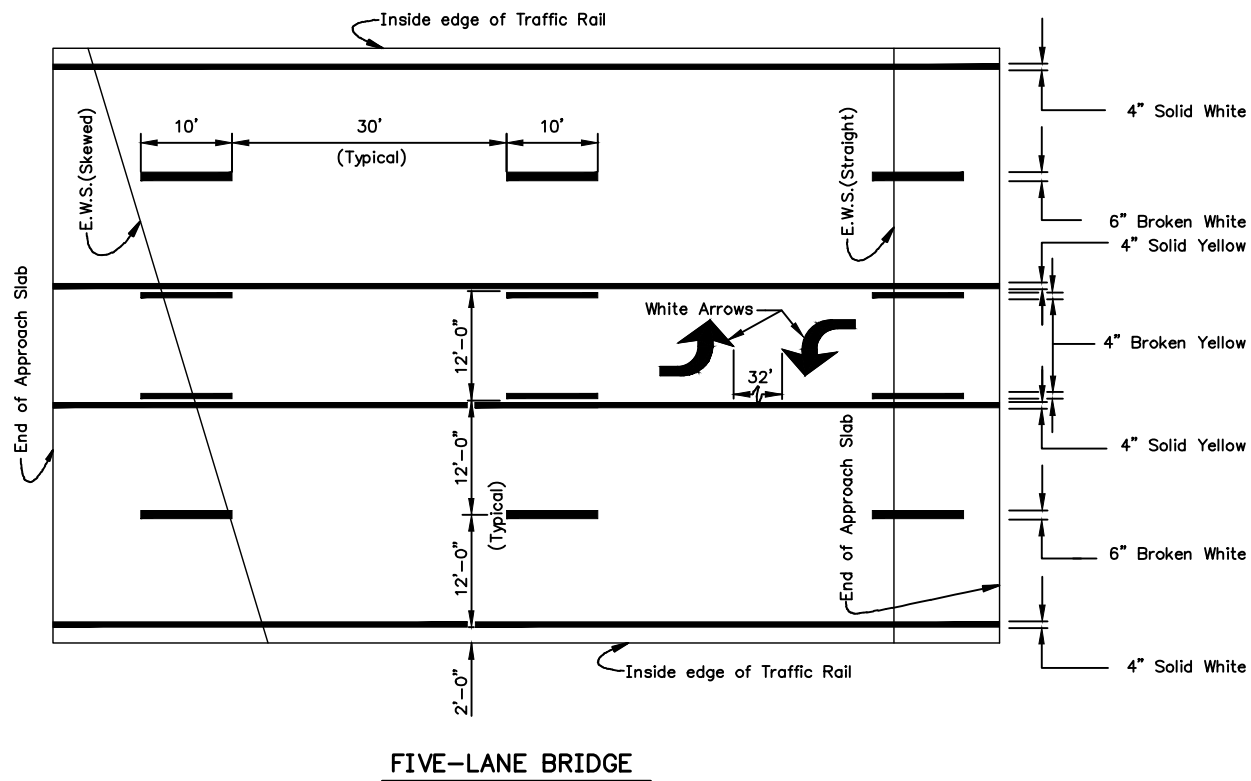 Inside edge of Traffic Rail
4" Solid White
10'
30'
10'
(Typical)
E.W.S.(Skewed)
E.W.S.(Straight)
6" Broken White
4" Solid Yellow
End of Approach Slab
12'-0"
White Arrows
32'
4" Broken Yellow
12'-0"
(Typical)
End of Approach Slab
4" Solid Yellow
12'-0"
6" Broken White
2'-0"
Inside edge of Traffic Rail
4" Solid White
FIVE-LANE BRIDGE